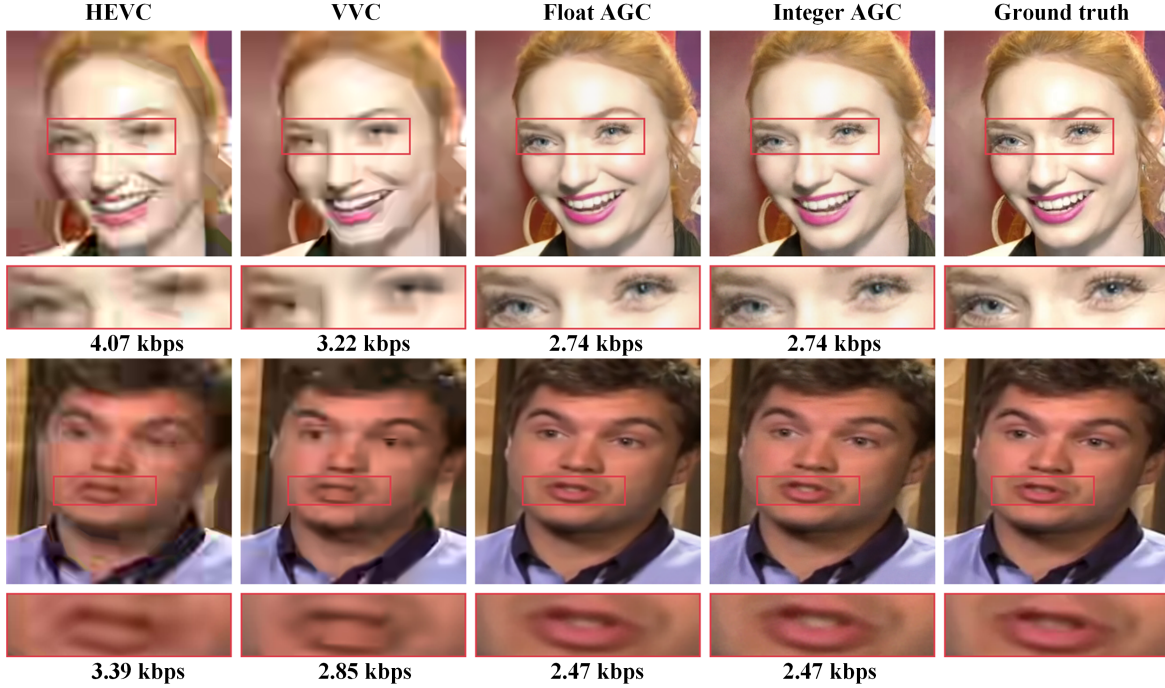 HEVC VVC Float AGC Integer AGC Ground truth
4.07 kbps 3.22 kbps 2.74 kbps 2.74 kbps
3.39 kbps 2.85 kbps 2.47 kbps 2.47 kbps